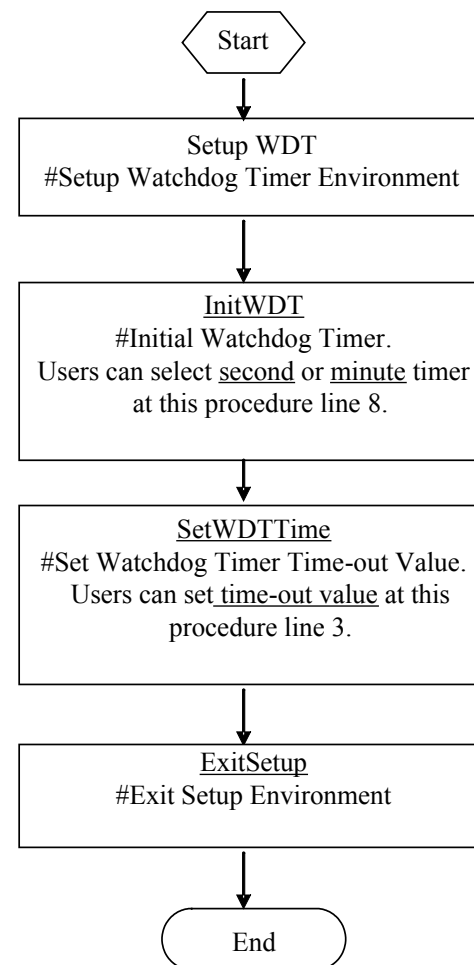 Start
Setup WDT
#Setup Watchdog Timer Environment
InitWDT
#Initial Watchdog Timer.
Users can select second or minute timer
at this procedure line 8.
SetWDTTime
#Set Watchdog Timer Time-out Value.
Users can set time-out value at this
procedure line 3.
ExitSetup
#Exit Setup Environment
End